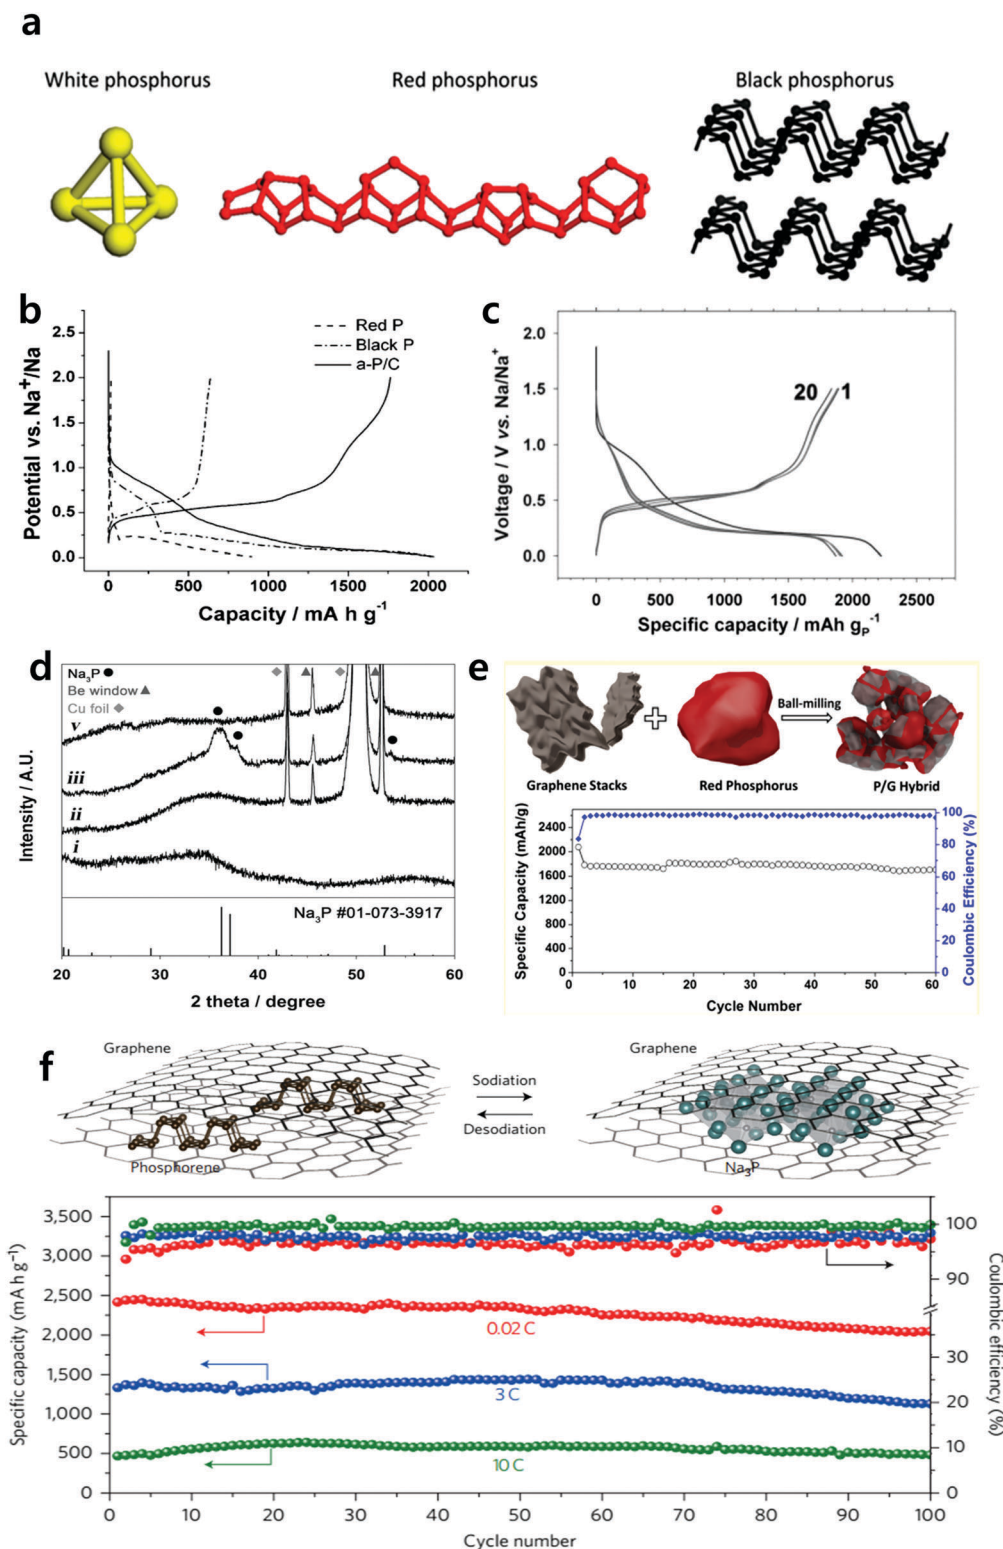 a
White phosphorus
Red phosphorus
Black phosphorus
b
Potential vs. Na⁺/Na
2.5
2.0
1.5
1.0
0.5
0.0
Red P
Black P
a-P/C
0 500 1000 1500 2000
Capacity / mA h g⁻¹
c
Voltage / V vs. Na/Na⁺
2.0
1.5
1.0
0.5
0.0
20 1
0 500 1000 1500 2000 2500
Specific capacity / mAh gₚ⁻¹
d
Intensity / A.U.
Na₃P
Be window
Cu foil
v
iii
ii
i
Na₃P #01-073-3917
20 30 40 50 60
2 theta / degree
e
Graphene Stacks
Red Phosphorus
Ball-milling
P/G Hybrid
Specific Capacity (mAh/g)
2400
2000
1600
1200
800
400
0
100
80
60
40
20
0
Coulombic Efficiency (%)
0 10 20 30 40 50 60
Cycle Number
f
Graphene
Phosphorene
Sodiation
Desodiation
Graphene
Na₃P
Specific capacity (mA h g⁻¹)
3,500
3,000
2,500
2,000
1,500
1,000
500
0
0.02 C
3 C
10 C
100
90
30
20
10
0
Coulombic efficiency (%)
0 10 20 30 40 50 60 70 80 90 100
Cycle number